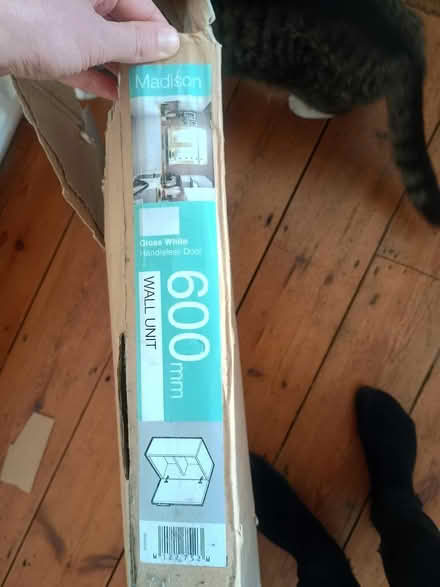 Madison
Gloss White
Handleless Door
600mm
WALL UNIT